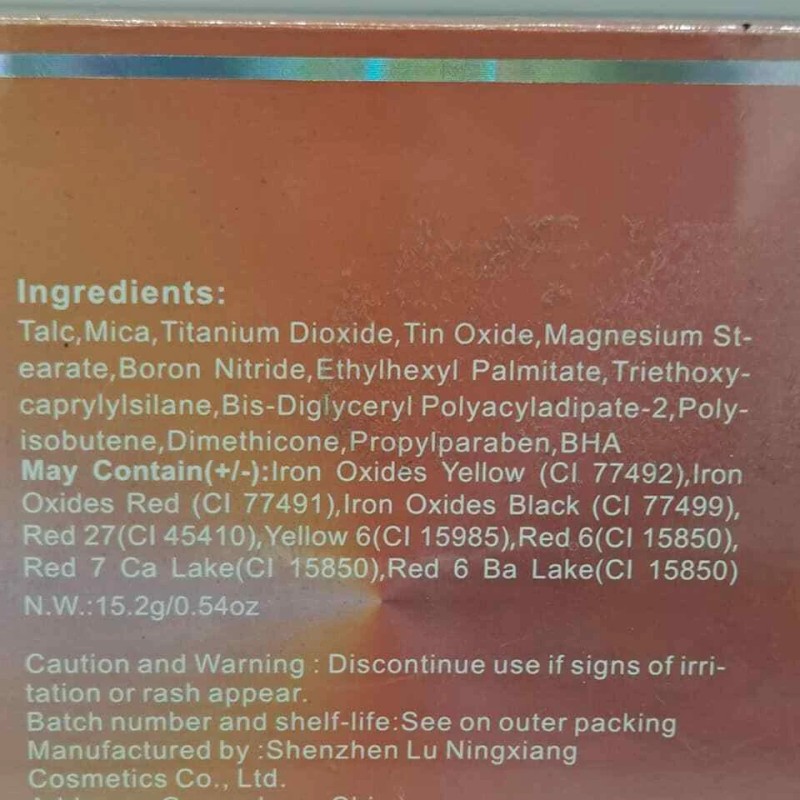 Ingredients:
Talc,Mica,Titanium Dioxide,Tin Oxide,Magnesium St-
earate,Boron Nitride,Ethylhexyl Palmitate,Triethoxy-
caprylylsilane,Bis-Diglyceryl Polyacyladipate-2,Poly-
isobutene,Dimethicone,Propylparaben,BHA
May Contain(+/-):Iron Oxides Yellow (CI 77492),Iron
Oxides Red (CI 77491),Iron Oxides Black (CI 77499),
Red 27(CI 45410),Yellow 6(CI 15985),Red 6(CI 15850),
Red 7 Ca Lake(CI 15850),Red 6 Ba Lake(CI 15850)
N.W.:15.2g/0.54oz
Caution and Warning : Discontinue use if signs of irri-
tation or rash appear.
Batch number and shelf-life:See on outer packing
Manufactured by :Shenzhen Lu Ningxiang
Cosmetics Co., Ltd.